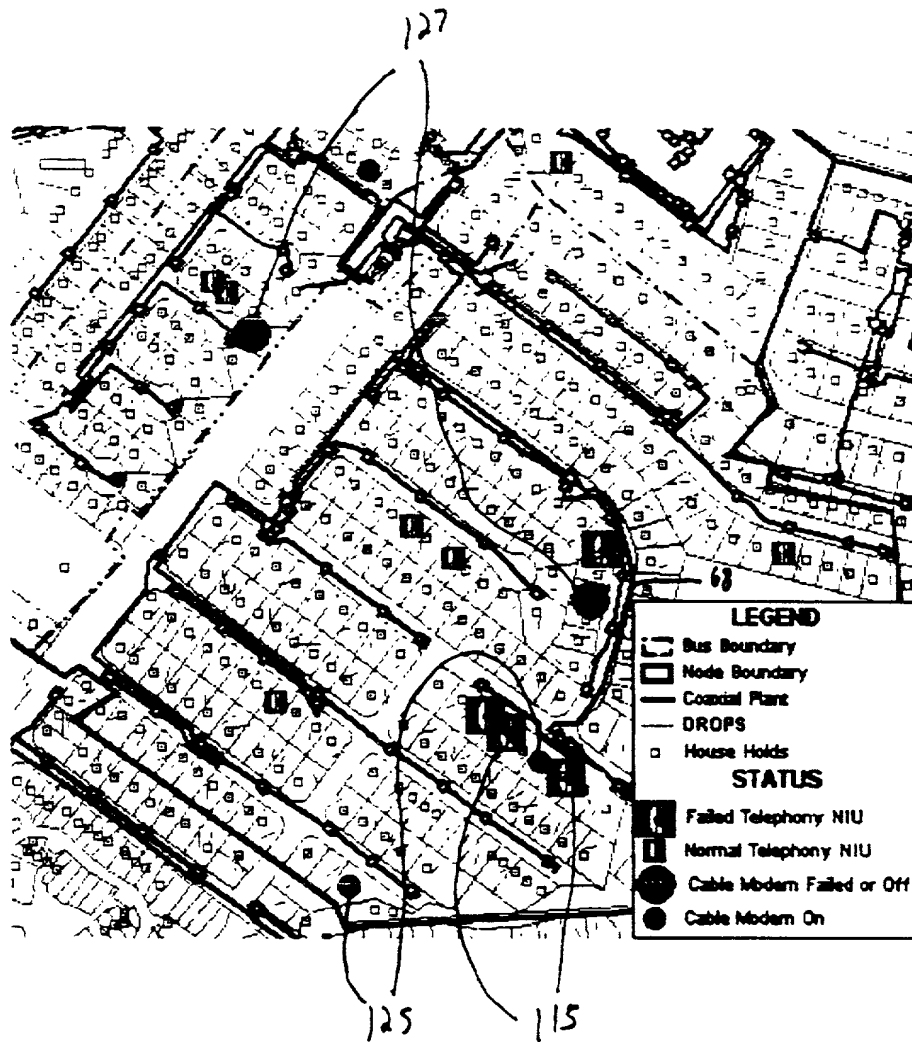 127
68
LEGEND
Bus Boundary
Node Boundary
Coaxial Plant
DROPS
House Holds
STATUS
Failed Telephony NIU
Normal Telephony NIU
Cable Modem Failed or Off
Cable Modem On
125
115